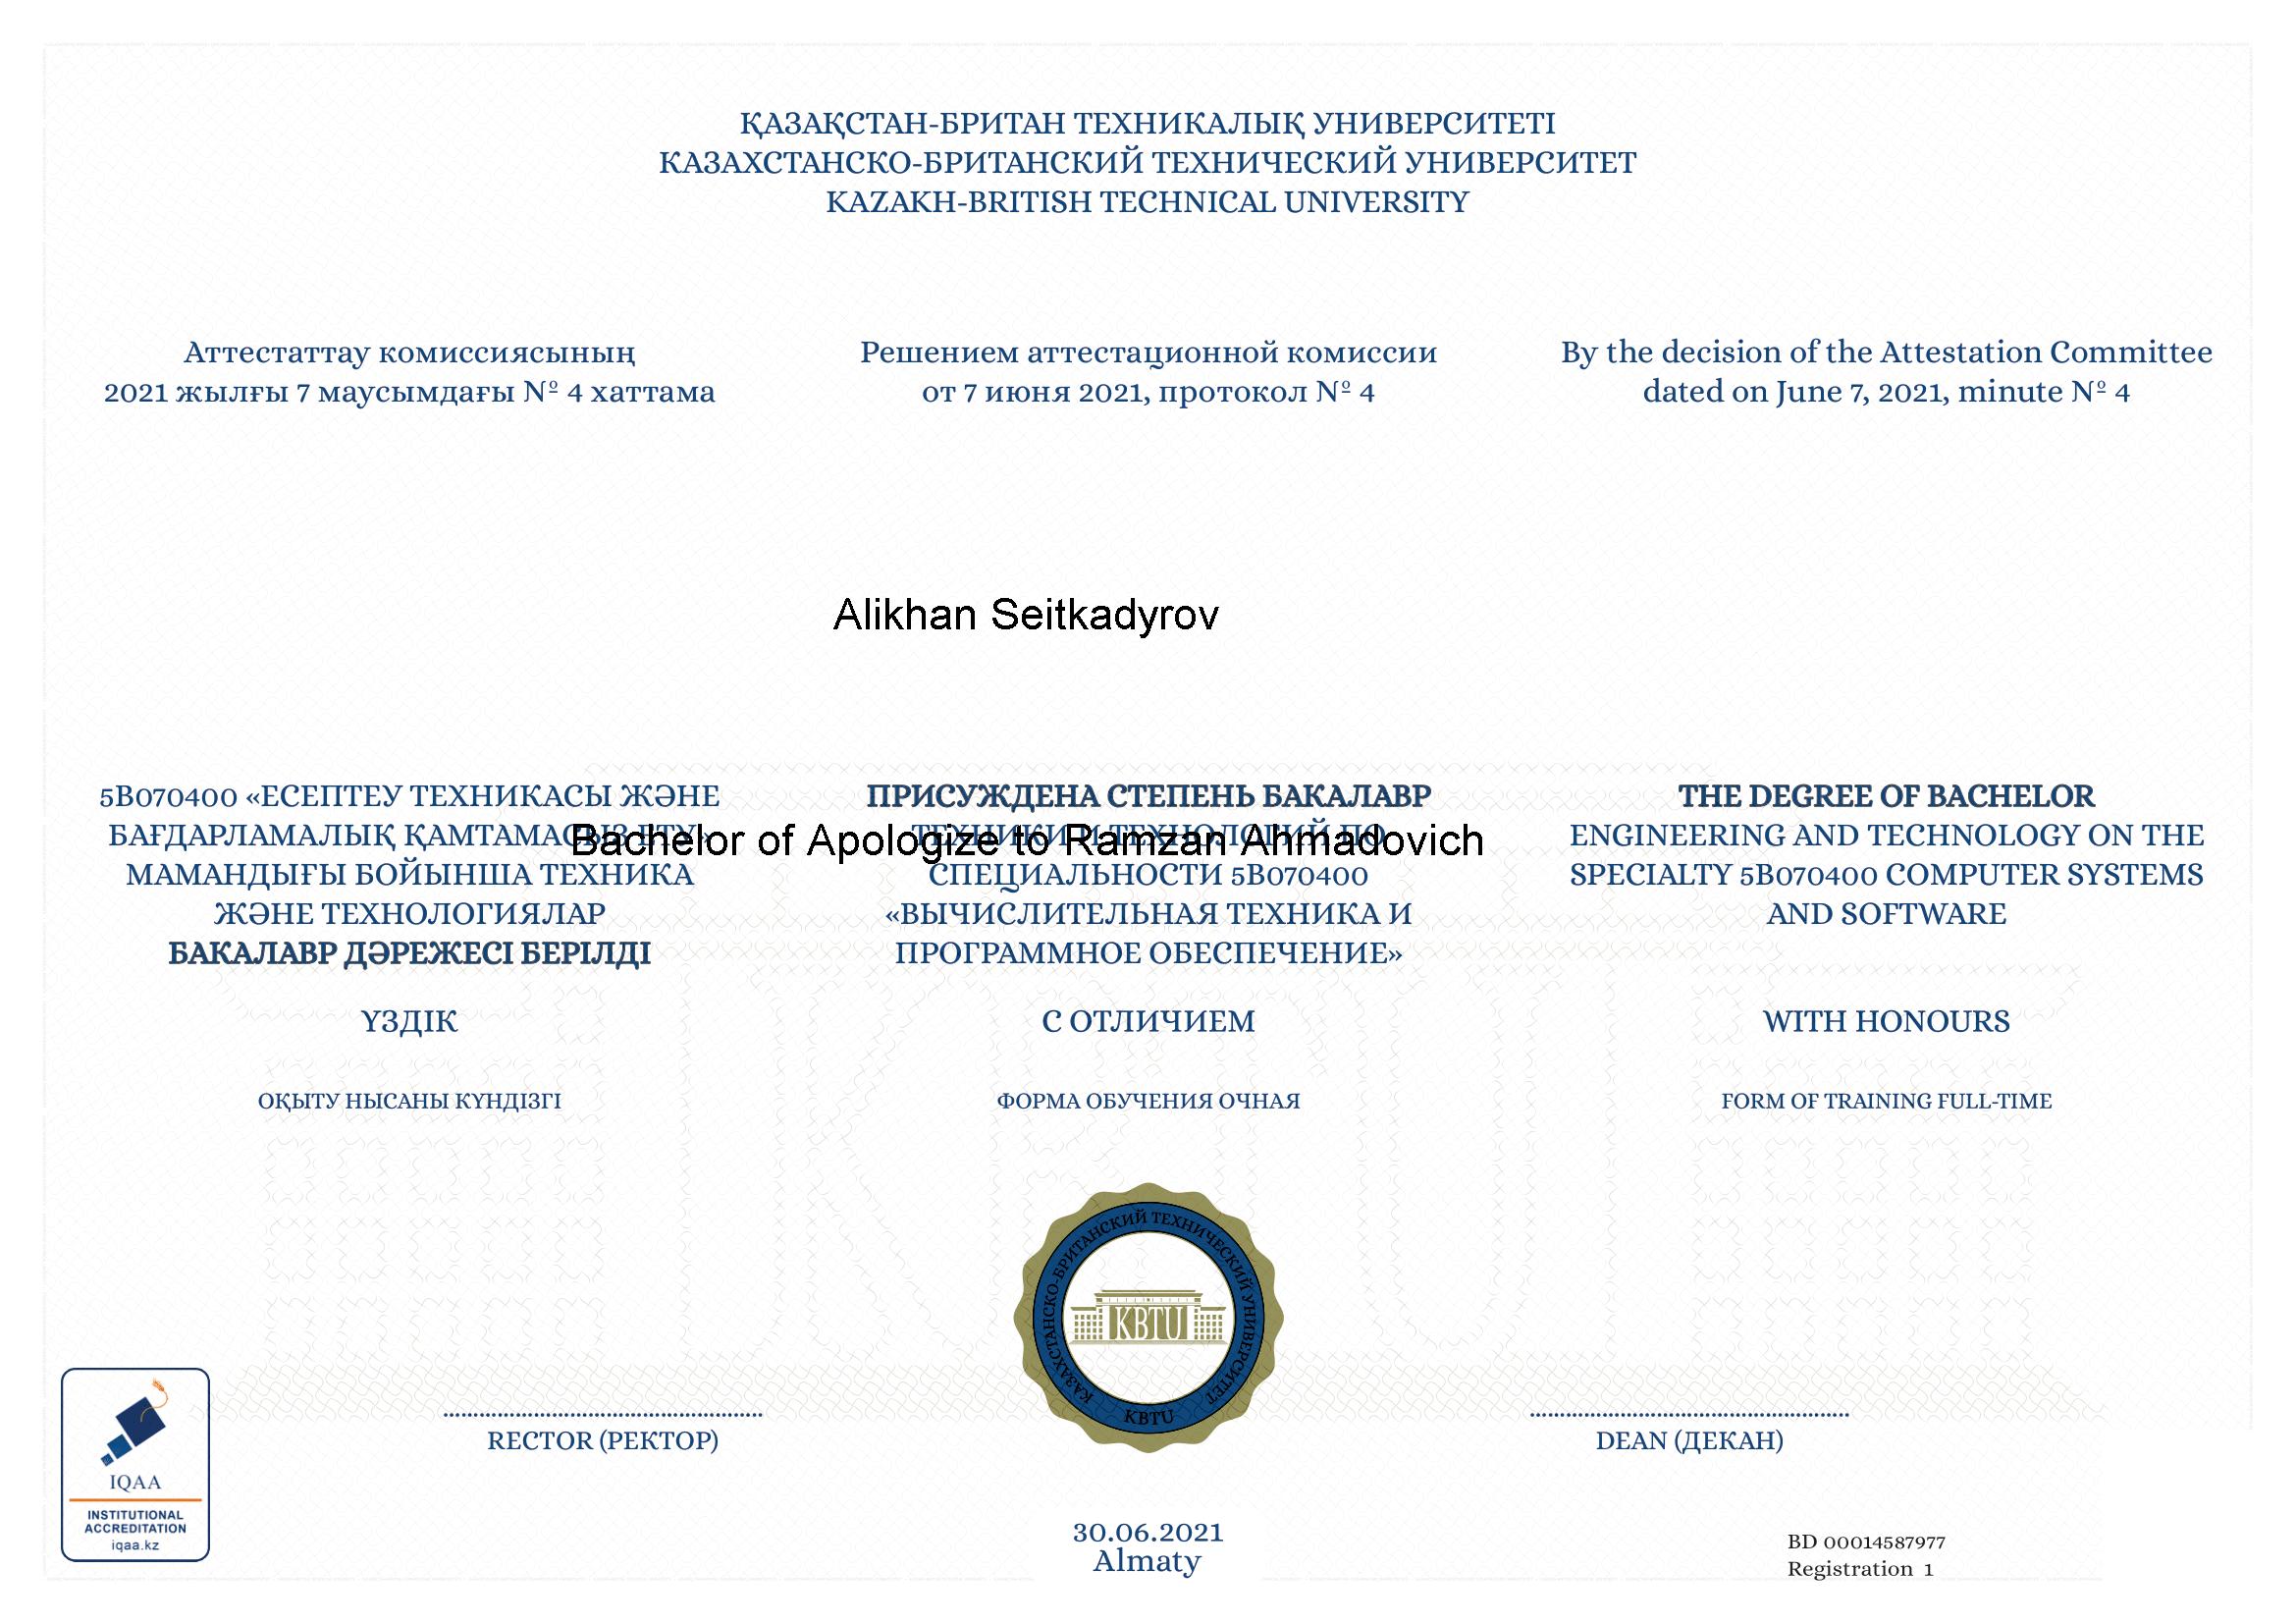 ҚАЗАҚСТАН-БРИТАН ТЕХНИКАЛЫҚ УНИВЕРСИТЕТІ
КАЗАХСТАНСКО-БРИТАНСКИЙ ТЕХНИЧЕСКИЙ УНИВЕРСИТЕТ
KAZAKH-BRITISH TECHNICAL UNIVERSITY
Аттестаттау комиссиясының
2021 жылғы 7 маусымдағы № 4 хаттама
Решением аттестационной комиссии
от 7 июня 2021, протокол № 4
By the decision of the Attestation Committee
dated on June 7, 2021, minute № 4
Alikhan Seitkadyrov
5В070400 «ЕСЕПТЕУ ТЕХНИКАСЫ ЖӘНЕ
БАҒДАРЛАМАЛЫҚ ҚАМТАМАСЫЗ ЕТУ»
МАМАНДЫҒЫ БОЙЫНША ТЕХНИКА
ЖӘНЕ ТЕХНОЛОГИЯЛАР
БАКАЛАВР ДӘРЕЖЕСІ БЕРІЛДІ
ПРИСУЖДЕНА СТЕПЕНЬ БАКАЛАВР
ТЕХНИКИ И ТЕХНОЛОГИЙ ПО
СПЕЦИАЛЬНОСТИ 5В070400
«ВЫЧИСЛИТЕЛЬНАЯ ТЕХНИКА И
ПРОГРАММНОЕ ОБЕСПЕЧЕНИЕ»
Bachelor of Apologize to Ramzan Ahmadovich
THE DEGREE OF BACHELOR
ENGINEERING AND TECHNOLOGY ON THE
SPECIALTY 5B070400 COMPUTER SYSTEMS
AND SOFTWARE
ҮЗДІК
С ОТЛИЧИЕМ
WITH HONOURS
ОҚЫТУ НЫСАНЫ КҮНДІЗГІ
ФОРМА ОБУЧЕНИЯ ОЧНАЯ
FORM OF TRAINING FULL-TIME
КАЗАХСТАНСКО-БРИТАНСКИЙ ТЕХНИЧЕСКИЙ УНИВЕРСИТЕТ
KBTU
KBTU
IQAA
INSTITUTIONAL
ACCREDITATION
iqaa.kz
RECTOR (РЕКТОР)
DEAN (ДЕКАН)
30.06.2021
Almaty
BD 00014587977
Registration 1